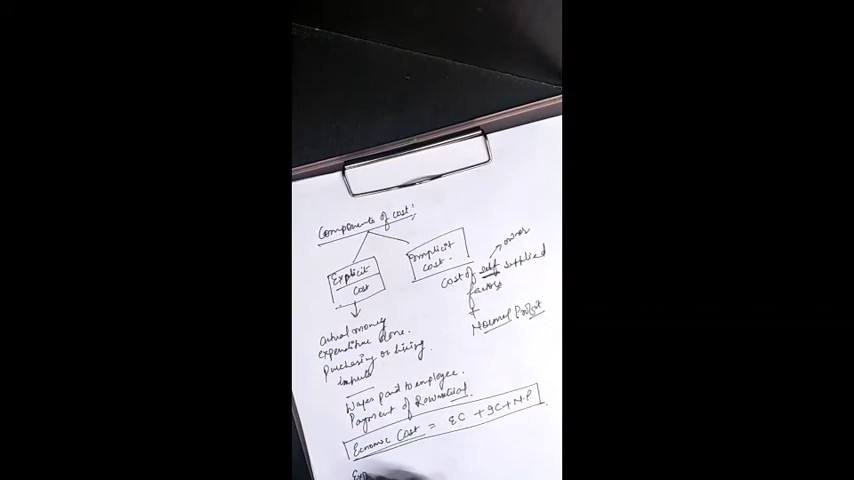 Components of cost:
Explicit
cost
Implicit
cost.
owner
cost of self supplied
factors
+
Normal Profit
Actual money
expenditure done.
Purchasing or hiring
inputs
Wages paid to employee.
Payment of Raw material
Economic Cost = EC + IC + N.P
Exp